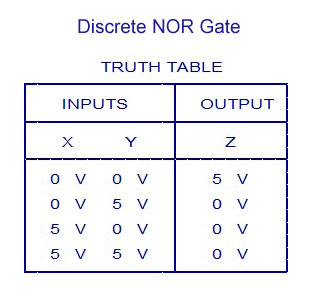 Discrete NOR Gate
TRUTH TABLE
INPUTS OUTPUT
X Y Z
0 V 0 V 5 V
0 V 5 V 0 V
5 V 0 V 0 V
5 V 5 V 0 V